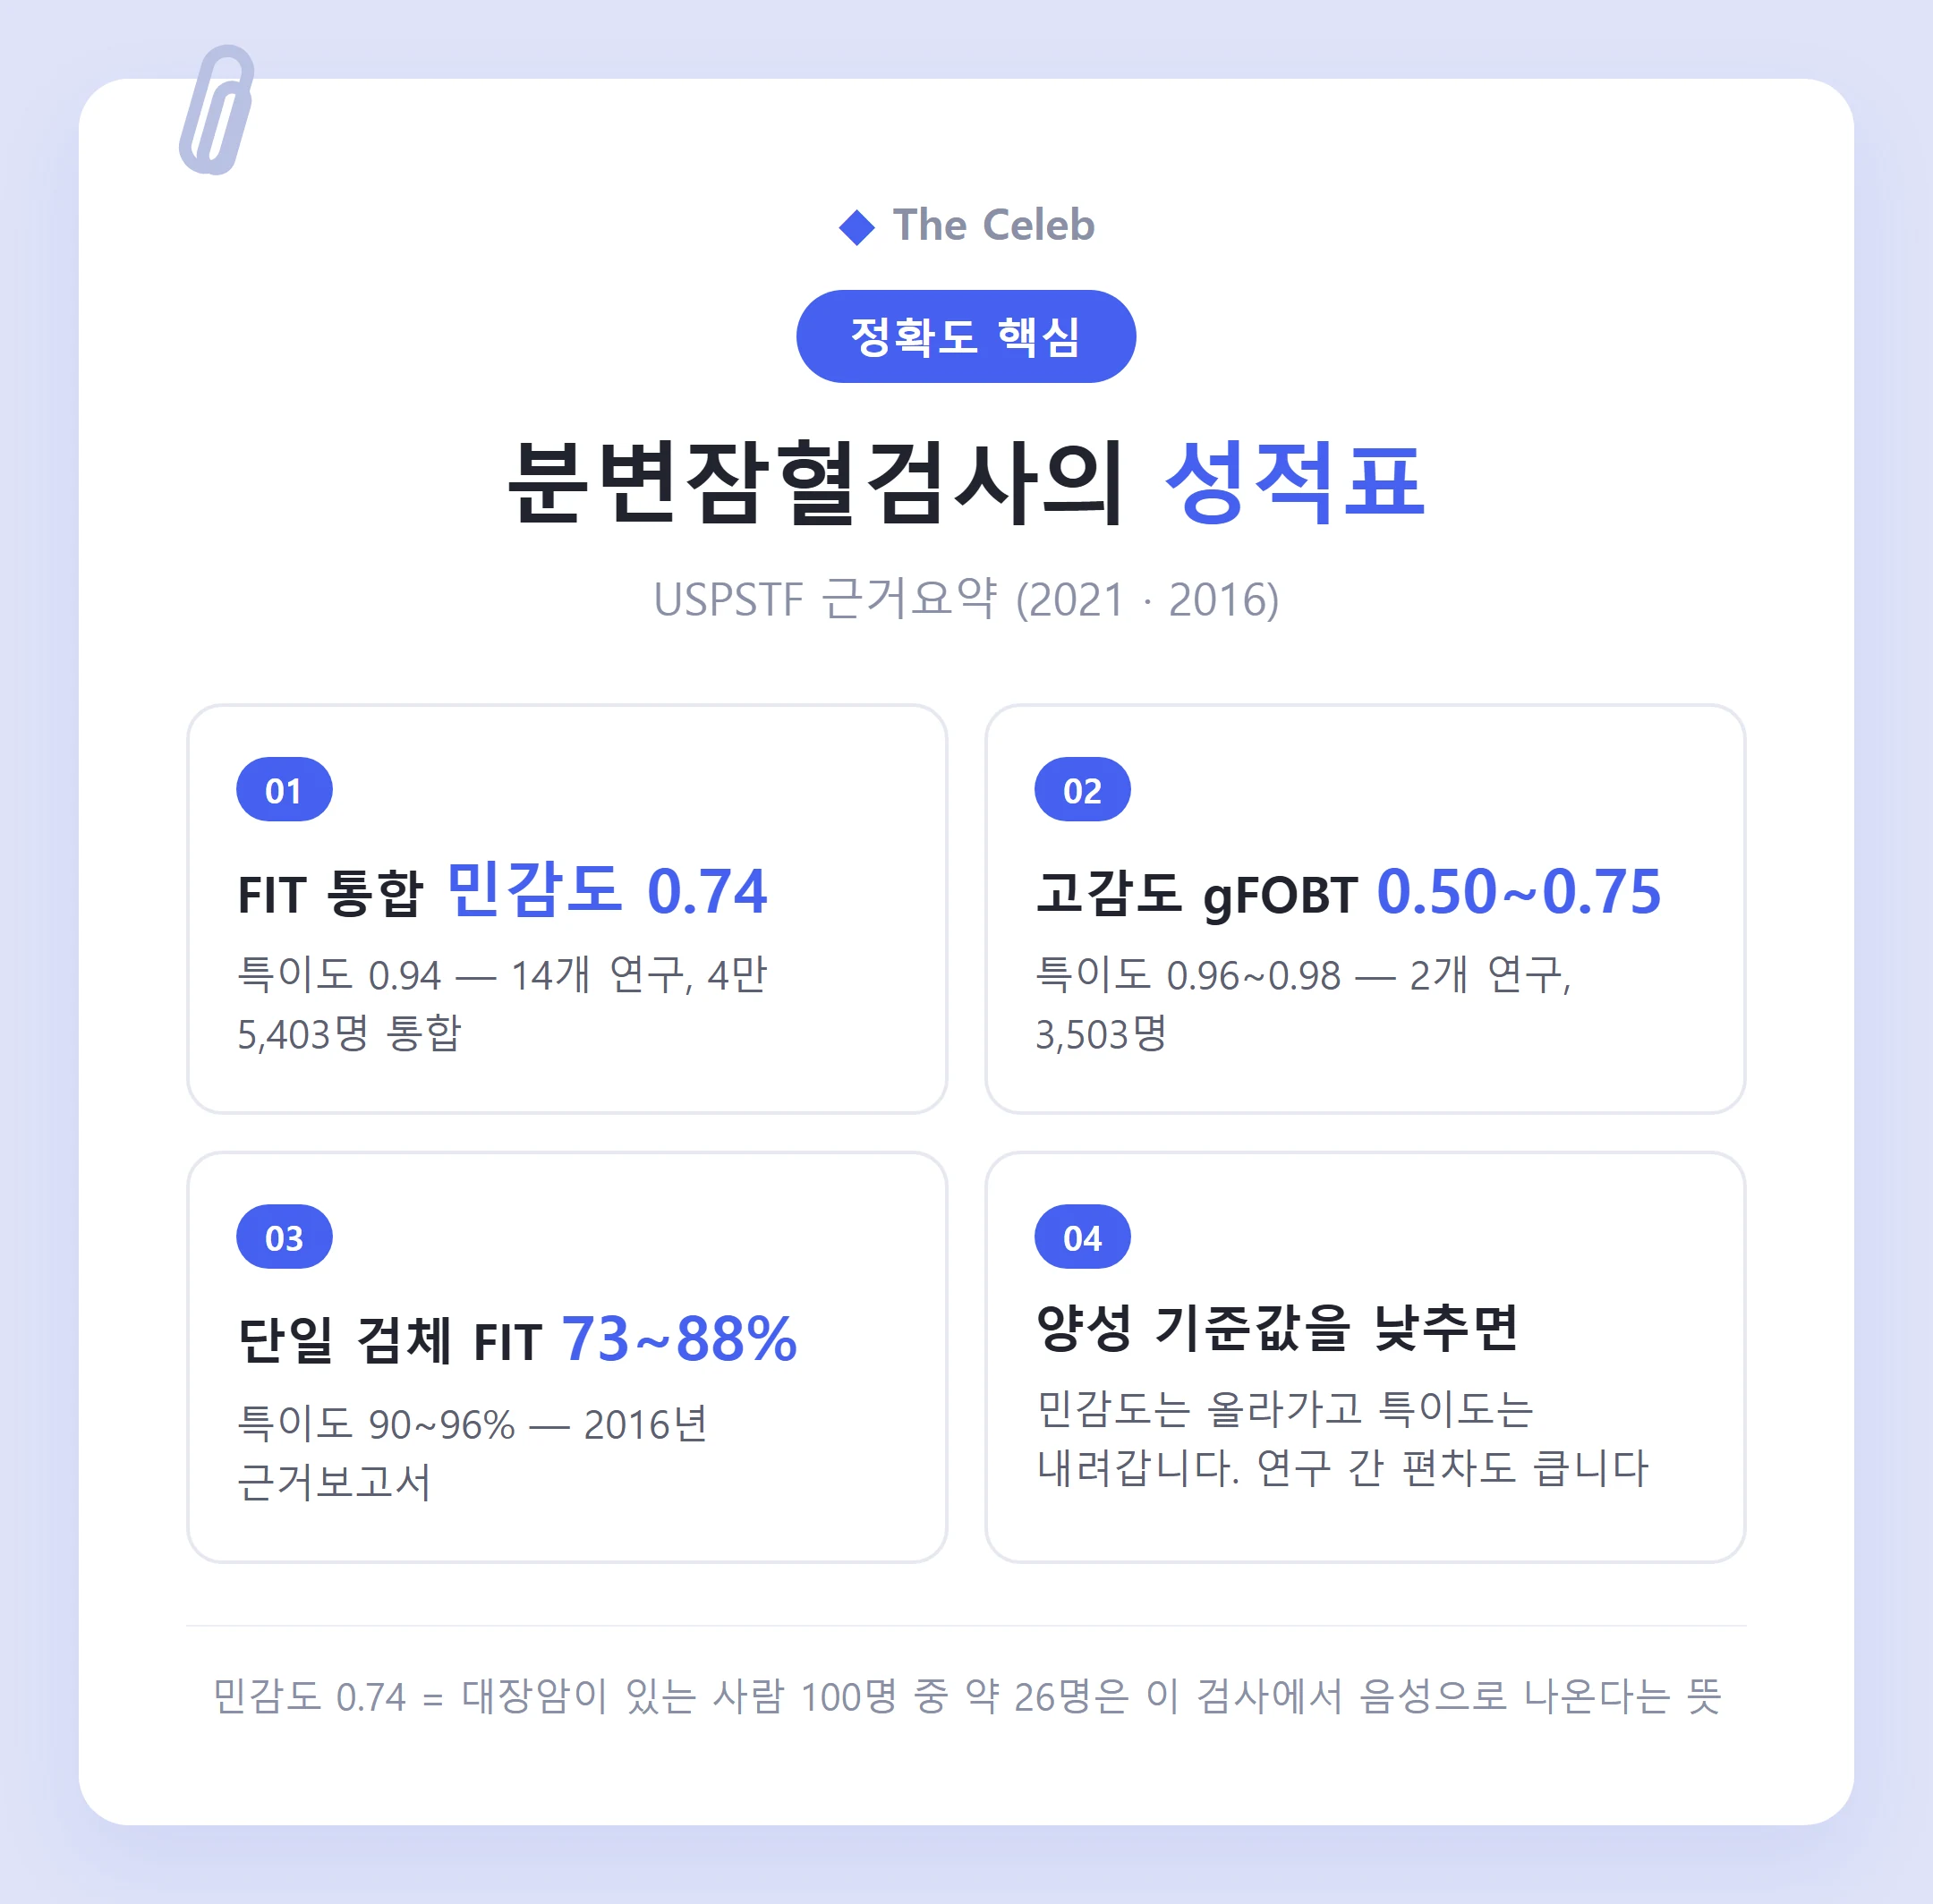 The Celeb
정확도 핵심
분변잠혈검사의 성적표
USPSTF 근거요약 (2021 · 2016)
01
FIT 통합 민감도 0.74
특이도 0.94 — 14개 연구, 4만
5,403명 통합
02
고감도 gFOBT 0.50~0.75
특이도 0.96~0.98 — 2개 연구,
3,503명
03
단일 검체 FIT 73~88%
특이도 90~96% — 2016년
근거보고서
04
양성 기준값을 낮추면
민감도는 올라가고 특이도는
내려갑니다. 연구 간 편차도 큽니다
민감도 0.74 = 대장암이 있는 사람 100명 중 약 26명은 이 검사에서 음성으로 나온다는 뜻